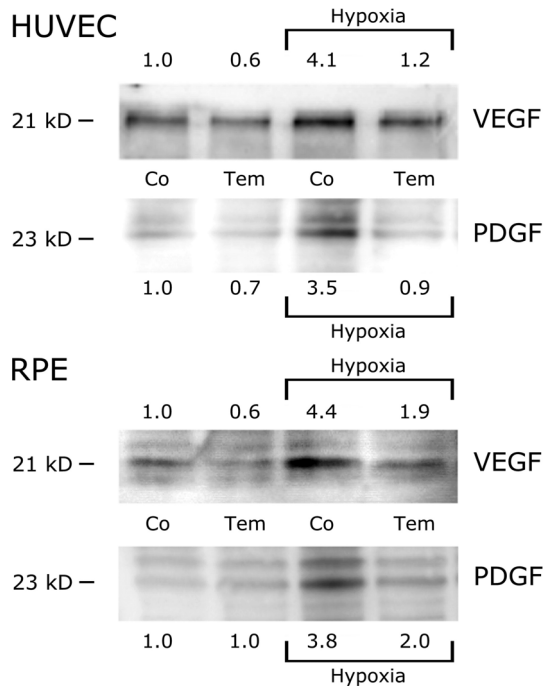 Hypoxia
HUVEC
1.0 0.6 4.1 1.2
21 kD VEGF
Co Tem Co Tem
23 kD PDGF
1.0 0.7 3.5 0.9
Hypoxia
RPE
Hypoxia
1.0 0.6 4.4 1.9
21 kD VEGF
Co Tem Co Tem
23 kD PDGF
1.0 1.0 3.8 2.0
Hypoxia